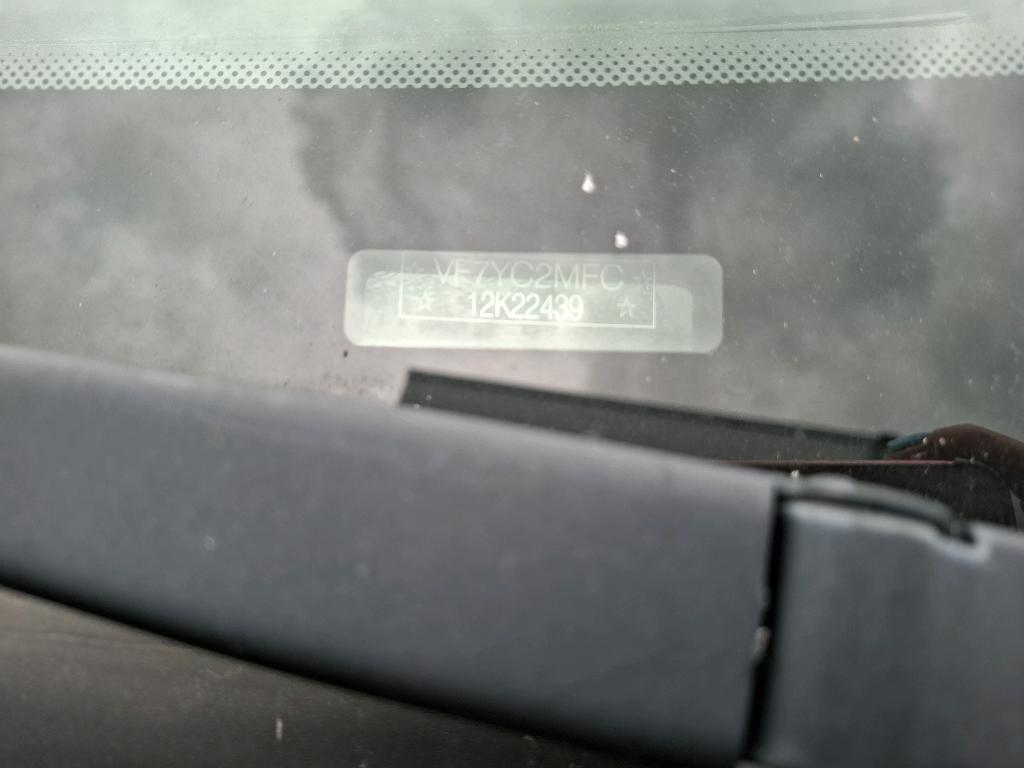 ☆ VF7YC2MFC ☆
☆ 12K22439 ☆